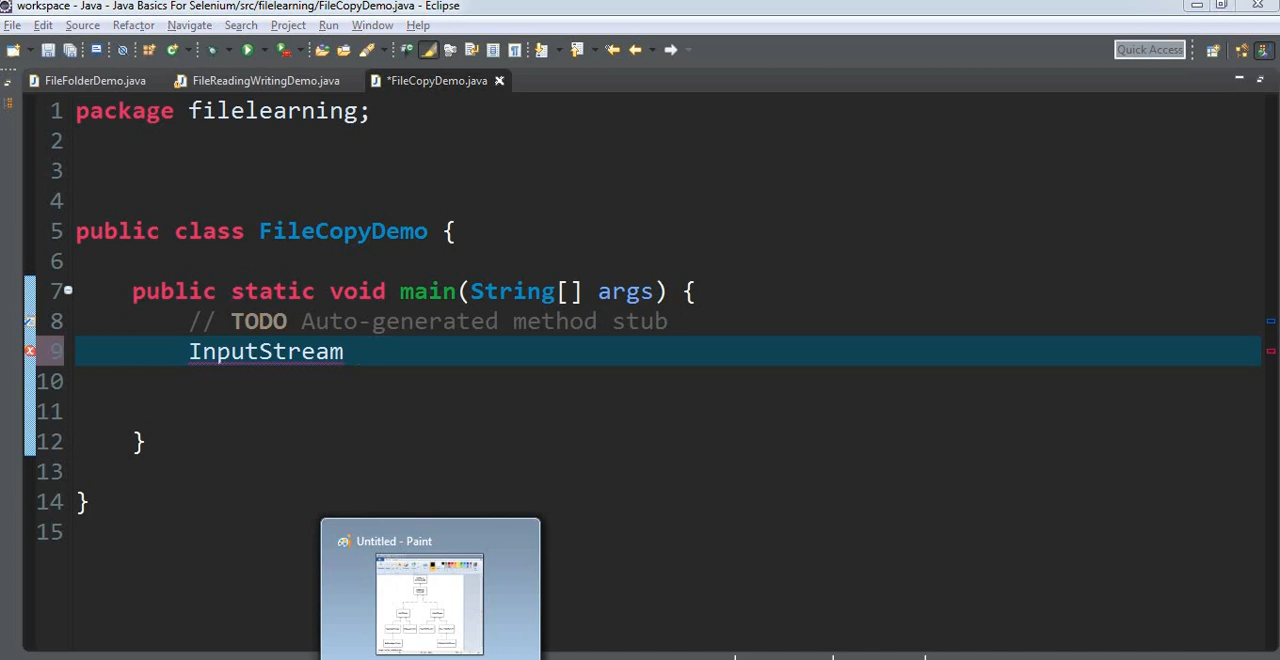 workspace - Java - Java Basics For Selenium/src/filelearning/FileCopyDemo.java - Eclipse
File Edit Source Refactor Navigate Search Project Run Window Help
Quick Access
FileFolderDemo.java FileReadingWritingDemo.java *FileCopyDemo.java
1 package filelearning;
2
3
4
5 public class FileCopyDemo {
6
7 public static void main(String[] args) {
8 // TODO Auto-generated method stub
9 InputStream
10
11
12 }
13
14 }
15
Untitled - Paint